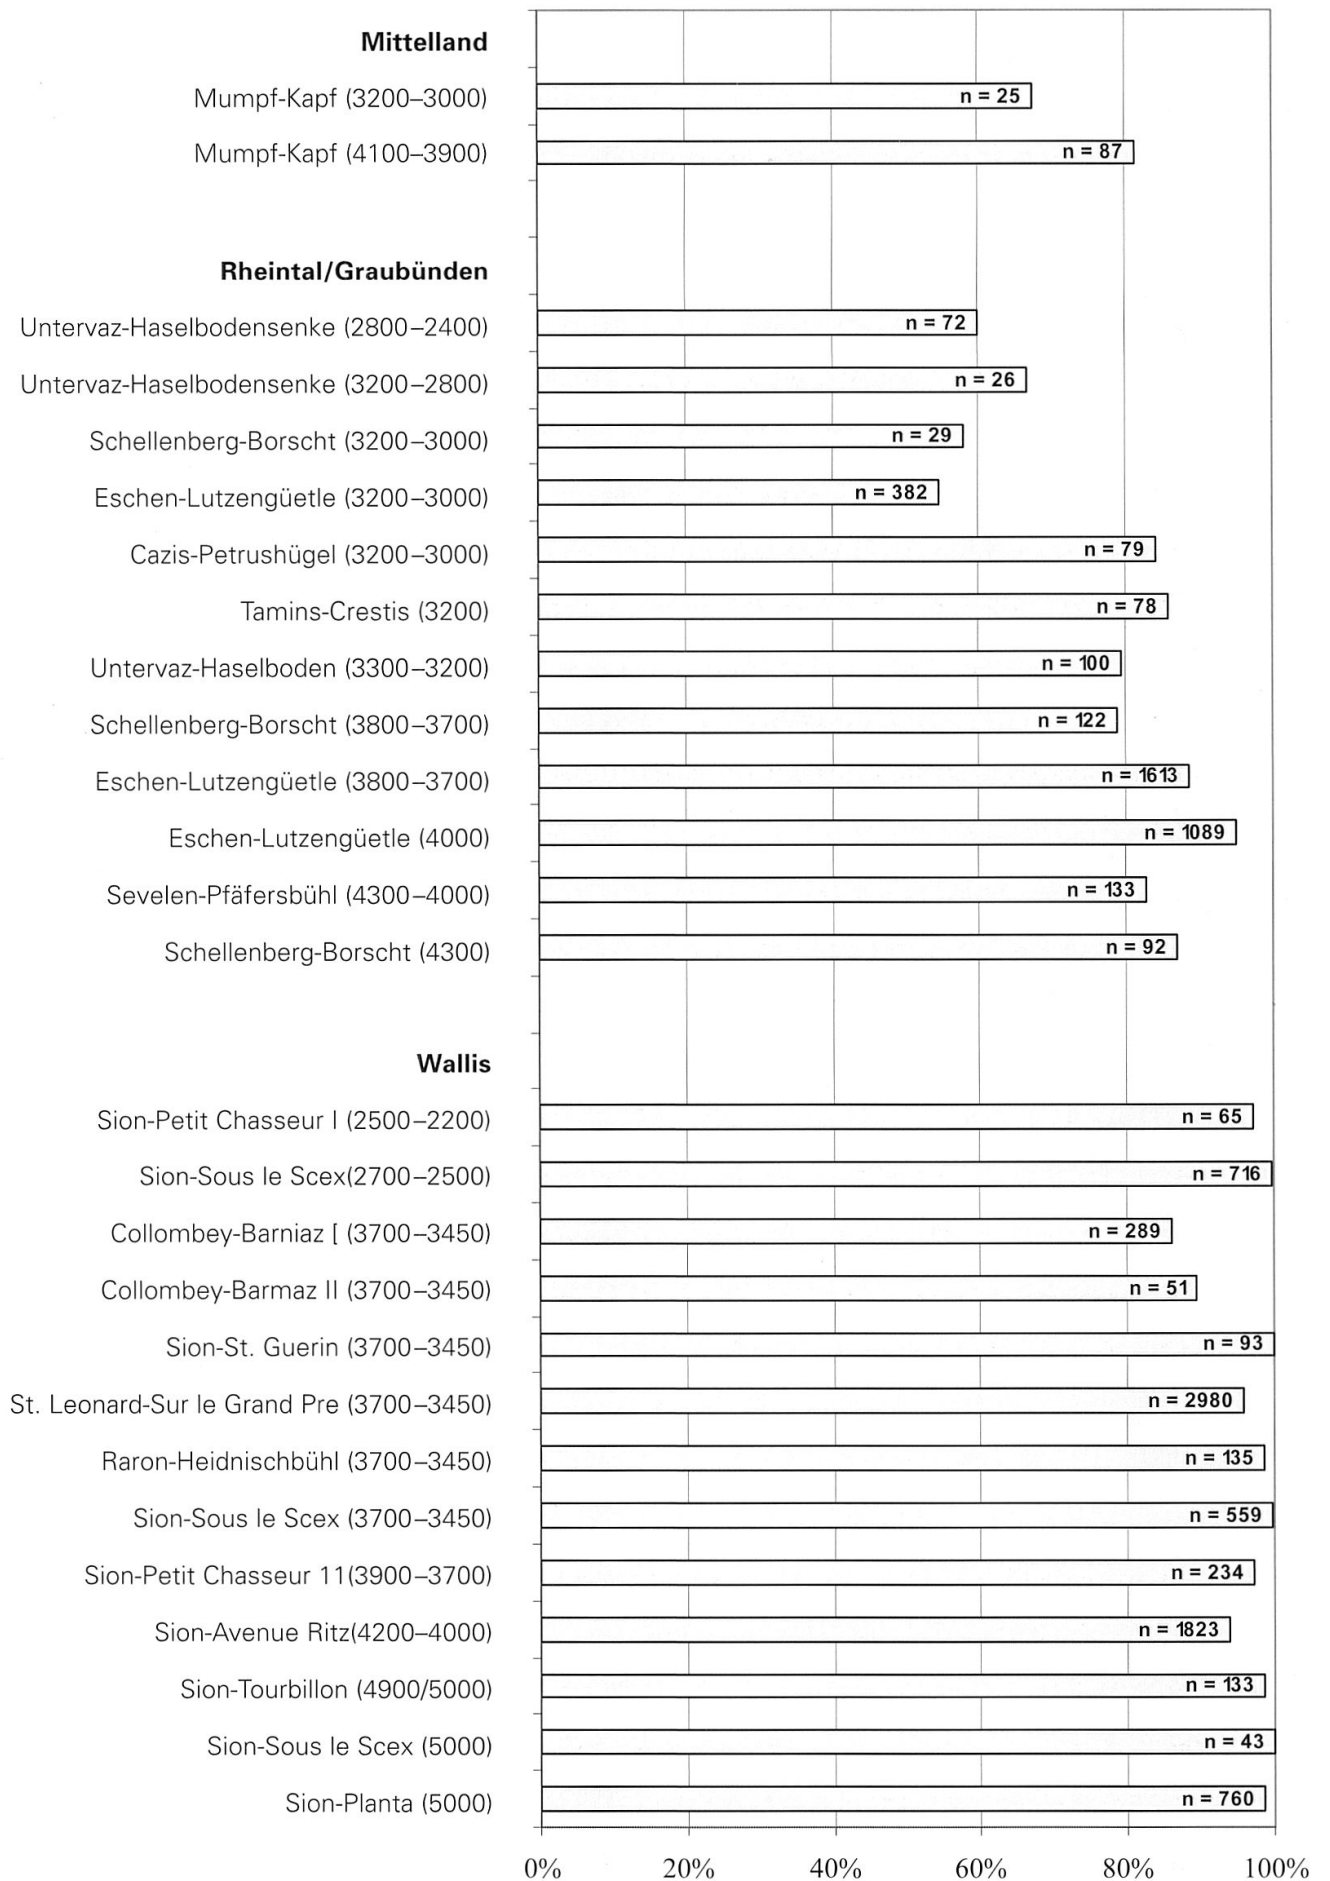 Mittelland
Mumpf-Kapf (3200–3000) n = 25
Mumpf-Kapf (4100–3900) n = 87
Rheintal/Graubünden
Untervaz-Haselbodensenke (2800–2400) n = 72
Untervaz-Haselbodensenke (3200–2800) n = 26
Schellenberg-Borscht (3200–3000) n = 29
Eschen-Lutzengüetle (3200–3000) n = 382
Cazis-Petrushügel (3200–3000) n = 79
Tamins-Crestis (3200) n = 78
Untervaz-Haselboden (3300–3200) n = 100
Schellenberg-Borscht (3800–3700) n = 122
Eschen-Lutzengüetle (3800–3700) n = 1613
Eschen-Lutzengüetle (4000) n = 1089
Sevelen-Pfäfersbühl (4300–4000) n = 133
Schellenberg-Borscht (4300) n = 92
Wallis
Sion-Petit Chasseur I (2500–2200) n = 65
Sion-Sous le Scex(2700–2500) n = 716
Collombey-Barniaz [ (3700–3450) n = 289
Collombey-Barmaz II (3700–3450) n = 51
Sion-St. Guerin (3700–3450) n = 93
St. Leonard-Sur le Grand Pre (3700–3450) n = 2980
Raron-Heidnischbühl (3700–3450) n = 135
Sion-Sous le Scex (3700–3450) n = 559
Sion-Petit Chasseur 11(3900–3700) n = 234
Sion-Avenue Ritz(4200–4000) n = 1823
Sion-Tourbillon (4900/5000) n = 133
Sion-Sous le Scex (5000) n = 43
Sion-Planta (5000) n = 760
0% 20% 40% 60% 80% 100%